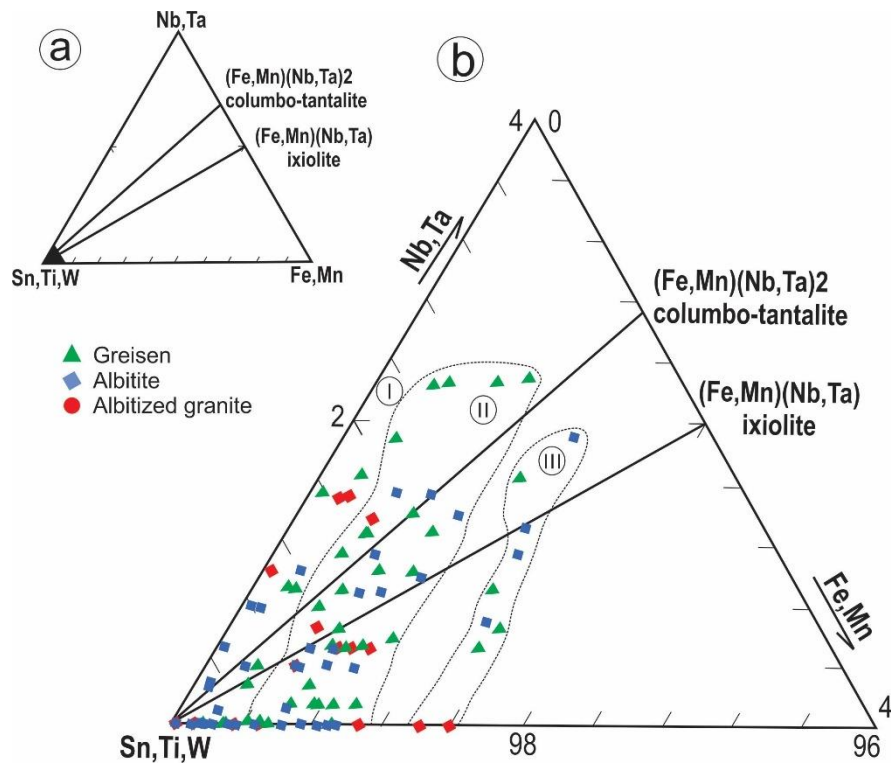 a
Nb,Ta
(Fe,Mn)(Nb,Ta)2
columbo-tantalite
(Fe,Mn)(Nb,Ta)
ixiolite
Sn,Ti,W
Fe,Mn
Greisen
Albitite
Albitized granite
b
4 0
Nb,Ta
(Fe,Mn)(Nb,Ta)2
columbo-tantalite
(Fe,Mn)(Nb,Ta)
ixiolite
I
II
2
III
Fe,Mn
4
Sn,Ti,W
98
96